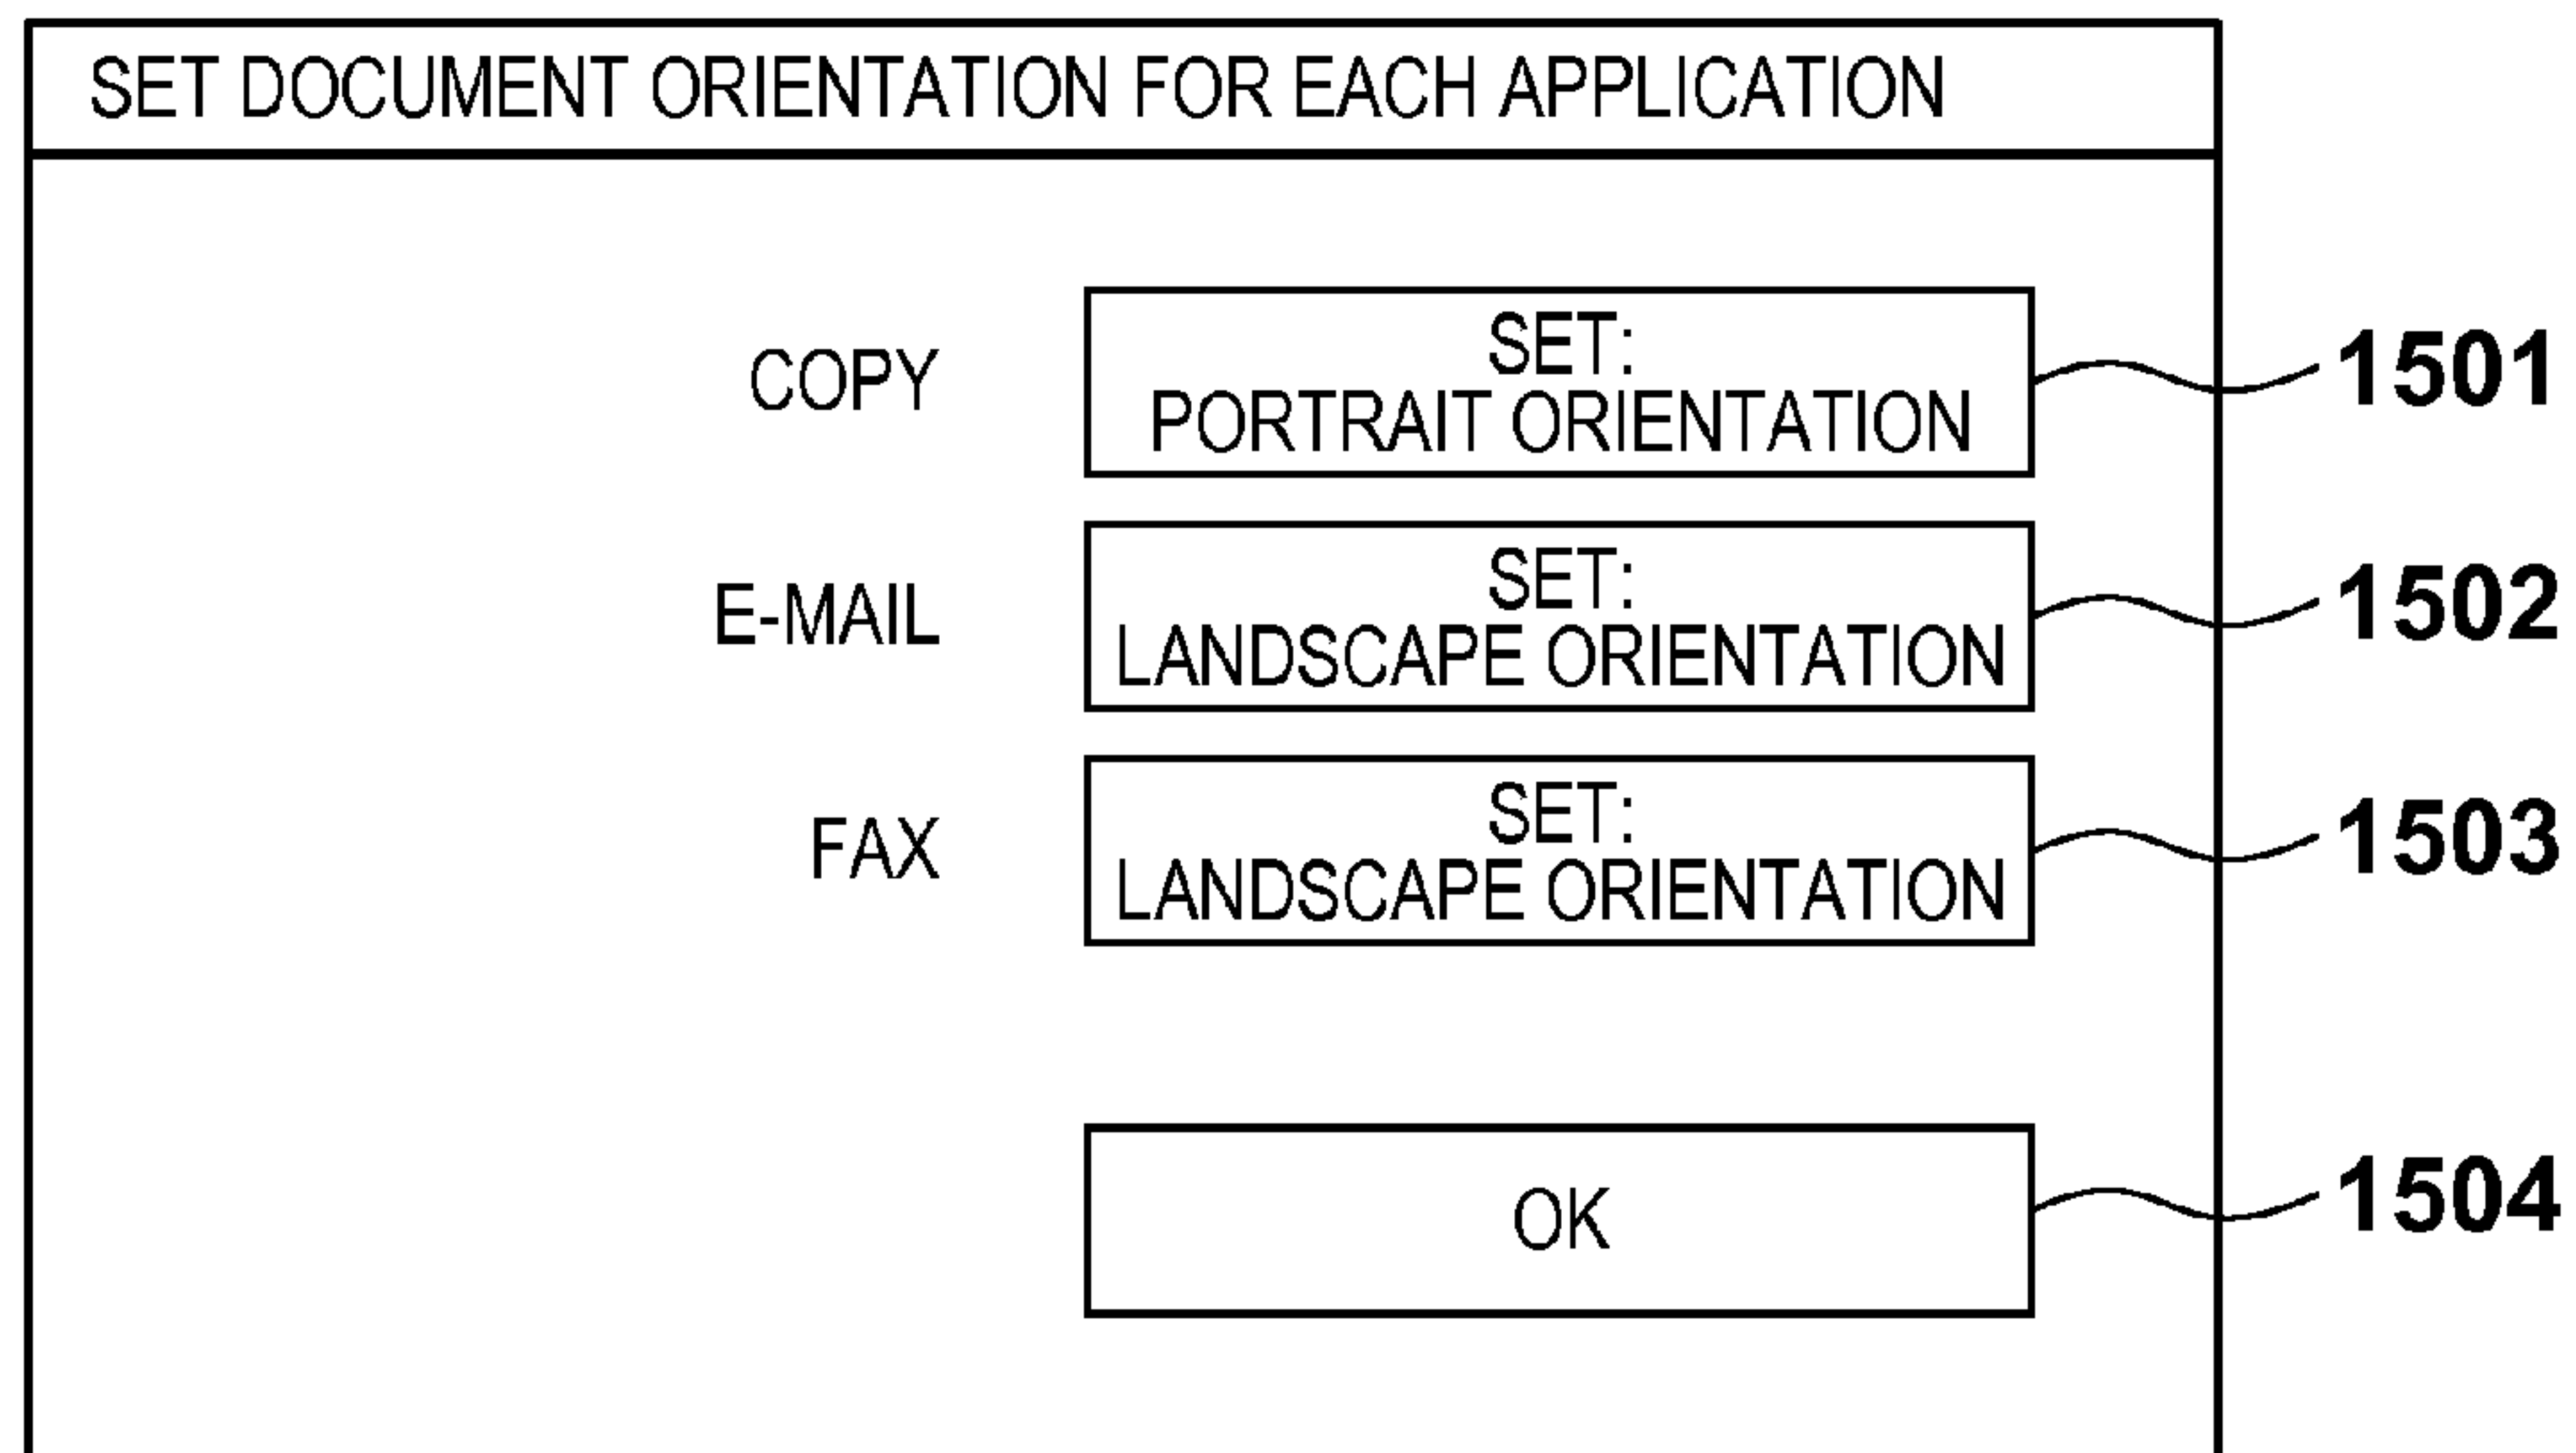 SET DOCUMENT ORIENTATION FOR EACH APPLICATION
COPY
SET:
PORTRAIT ORIENTATION
1501
E-MAIL
SET:
LANDSCAPE ORIENTATION
1502
FAX
SET:
LANDSCAPE ORIENTATION
1503
OK
1504